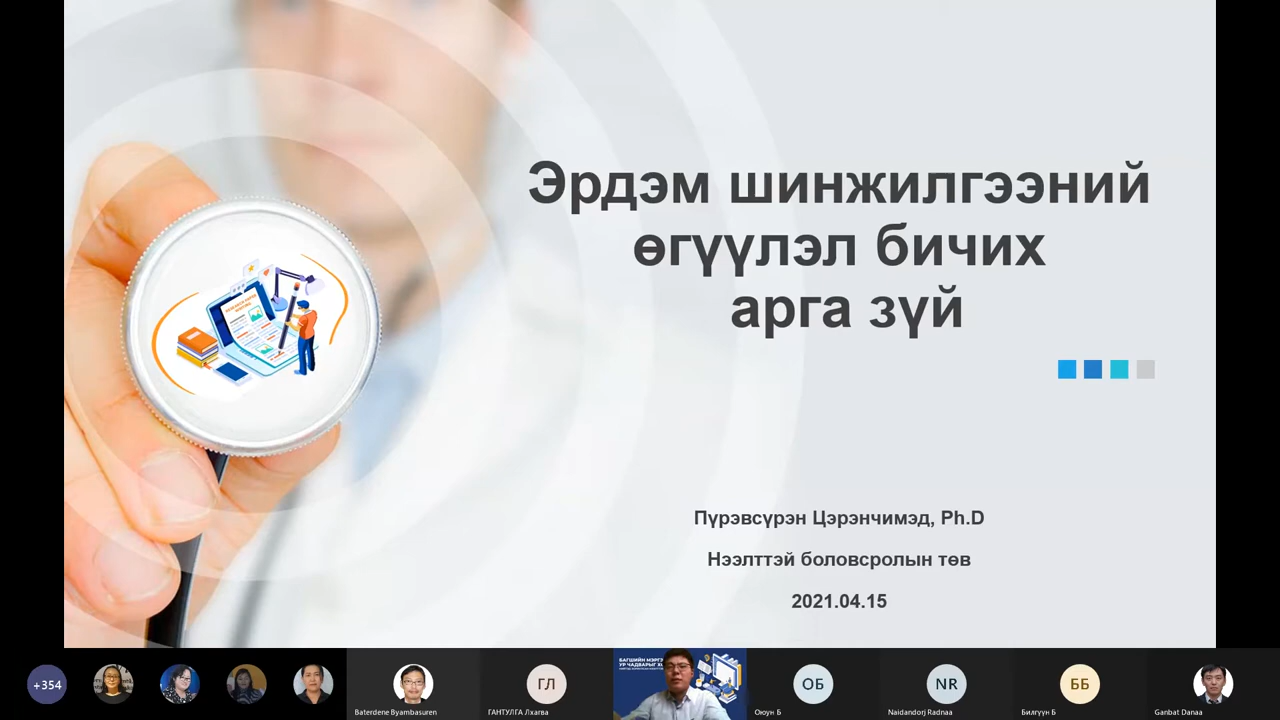 Эрдэм шинжилгээний
өгүүлэл бичих
арга зүй
Пүрэвсүрэн Цэрэнчимэд, Ph.D
Нээлттэй боловсролын төв
2021.04.15
+354
ГЛ
ОБ
NR
ББ
Baterdene Byambasuren
ГАНТУЛГА Лхагва
Оюун Б
Naidandorj Radnaa
Билгүүн Б
Ganbat Danaa